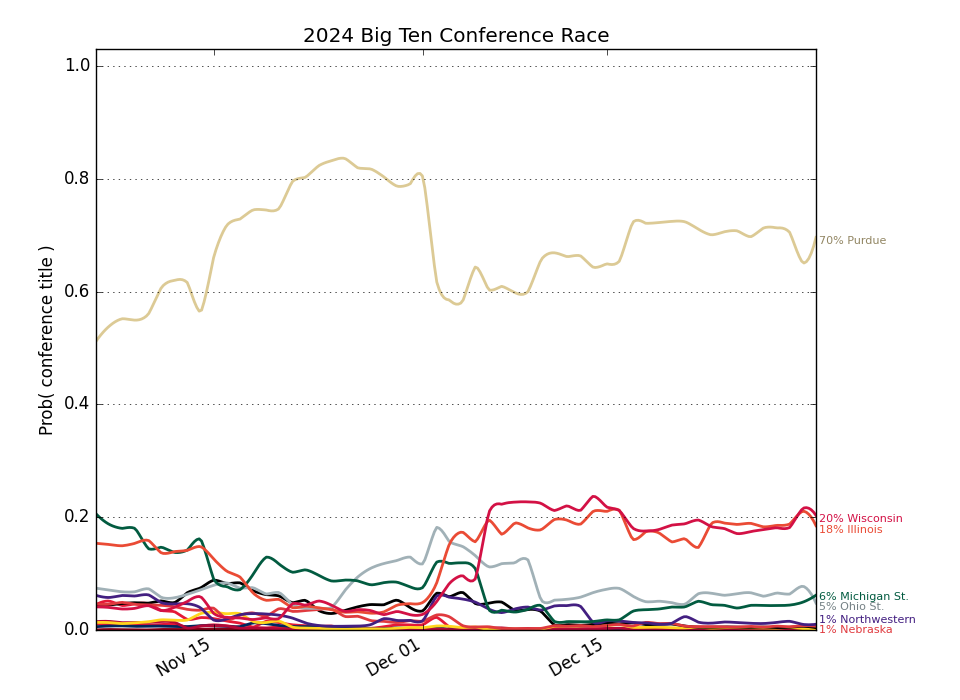 2024 Big Ten Conference Race
Prob( conference title )
1.0
0.8
0.6
0.4
0.2
0.0
Nov 15
Dec 01
Dec 15
70% Purdue
20% Wisconsin
18% Illinois
6% Michigan St.
5% Ohio St.
1% Northwestern
1% Nebraska